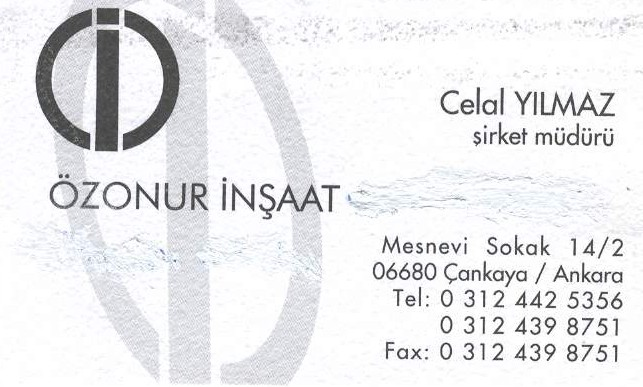 Celal YILMAZ
şirket müdürü
ÖZONUR İNŞAAT
Mesnevi Sokak 14/2
06680 Çankaya / Ankara
Tel: 0 312 442 5356
0 312 439 8751
Fax: 0 312 439 8751